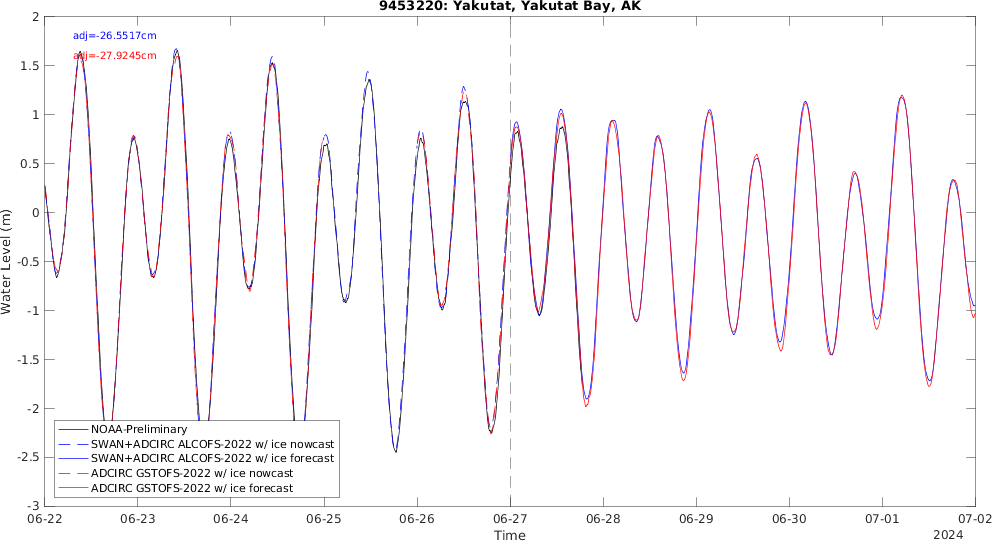 9453220: Yakutat, Yakutat Bay, AK
adj=-26.5517cm
adj=-27.9245cm
2
1.5
1
0.5
0
-0.5
-1
-1.5
-2
-2.5
-3
Water Level (m)
NOAA-Preliminary
SWAN+ADCIRC ALCOFS-2022 w/ ice nowcast
SWAN+ADCIRC ALCOFS-2022 w/ ice forecast
ADCIRC GSTOFS-2022 w/ ice nowcast
ADCIRC GSTOFS-2022 w/ ice forecast
06-22 06-23 06-24 06-25 06-26 06-27 06-28 06-29 06-30 07-01 07-02
Time
2024